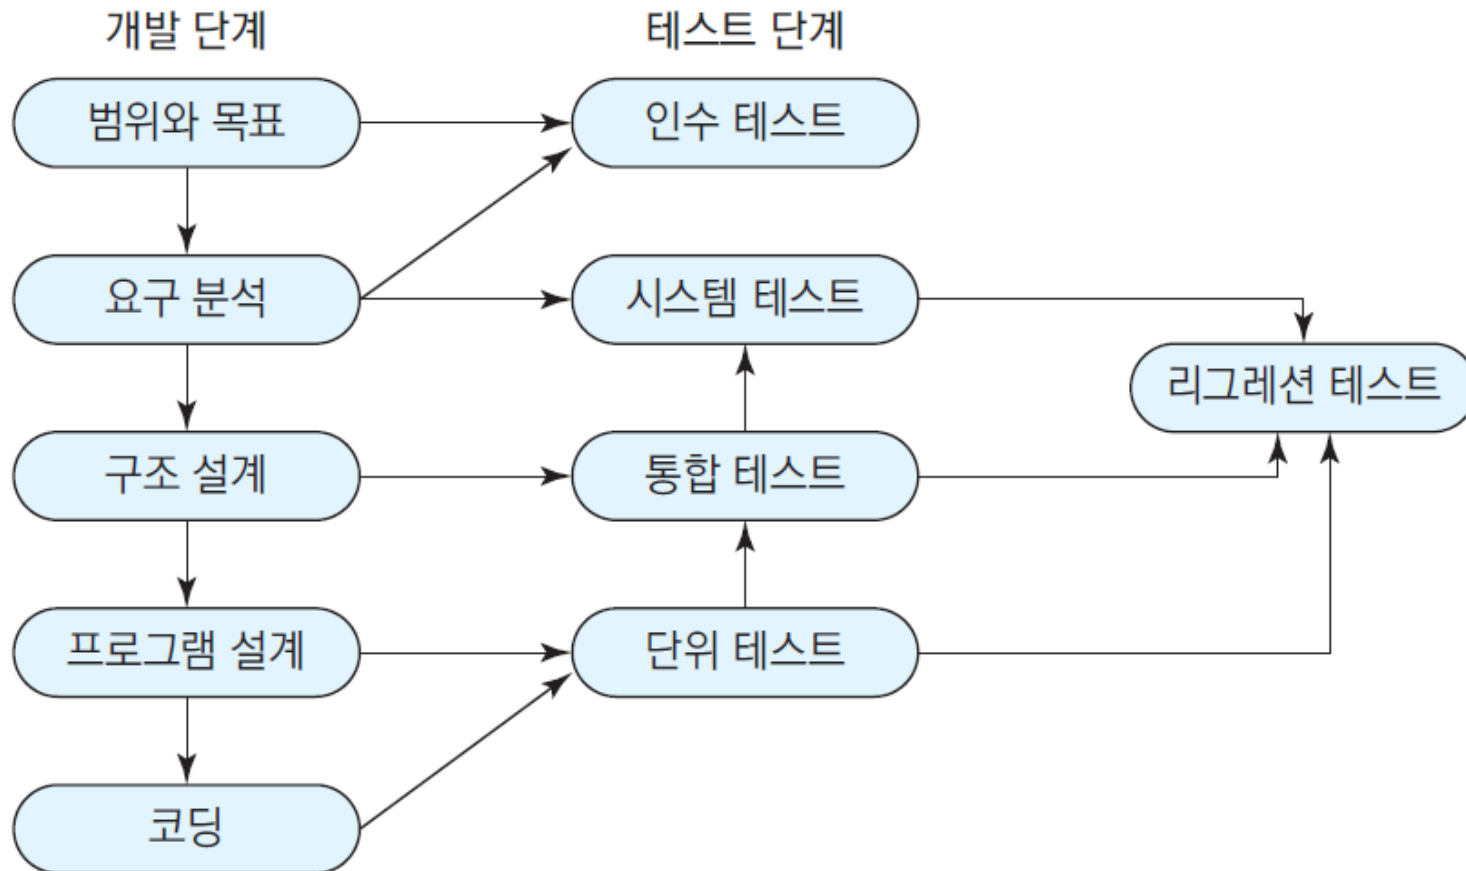 개발 단계
테스트 단계
범위와 목표
인수 테스트
요구 분석
시스템 테스트
리그레션 테스트
구조 설계
통합 테스트
프로그램 설계
단위 테스트
코딩